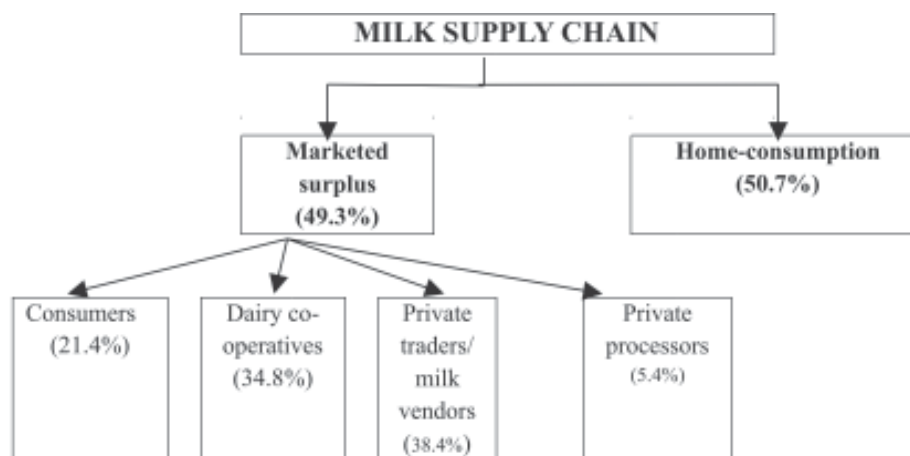 MILK SUPPLY CHAIN
Marketed
surplus
(49.3%)
Home-consumption
(50.7%)
Consumers
(21.4%)
Dairy co-
operatives
(34.8%)
Private
traders/
milk
vendors
(38.4%)
Private
processors
(5.4%)